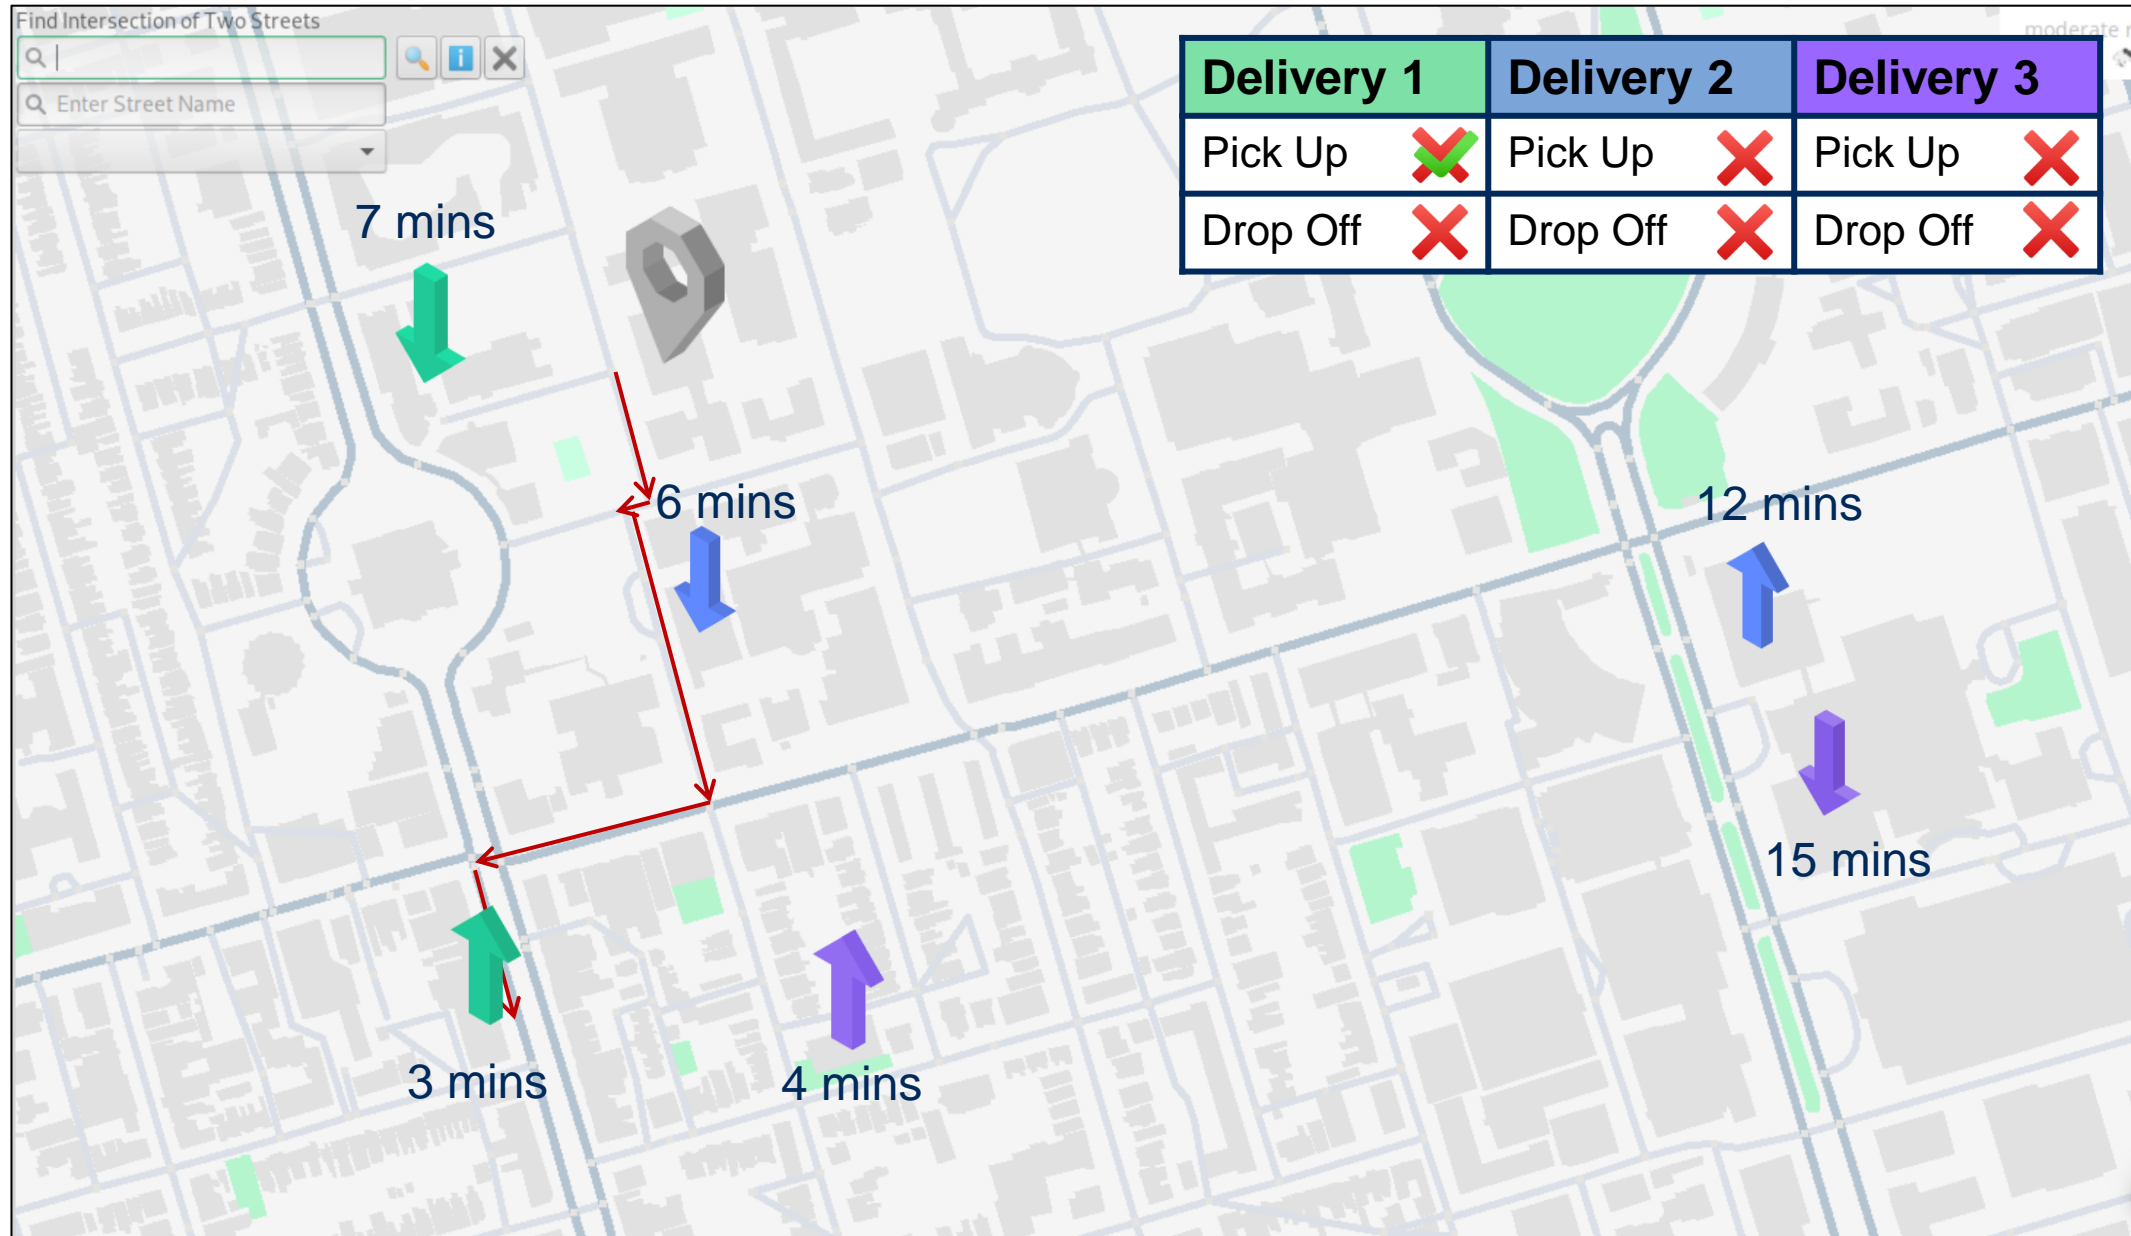 Find Intersection of Two Streets
Enter Street Name
moderate
Delivery 1 Delivery 2 Delivery 3
Pick Up Pick Up Pick Up
Drop Off Drop Off Drop Off
7 mins
6 mins
12 mins
15 mins
3 mins
4 mins